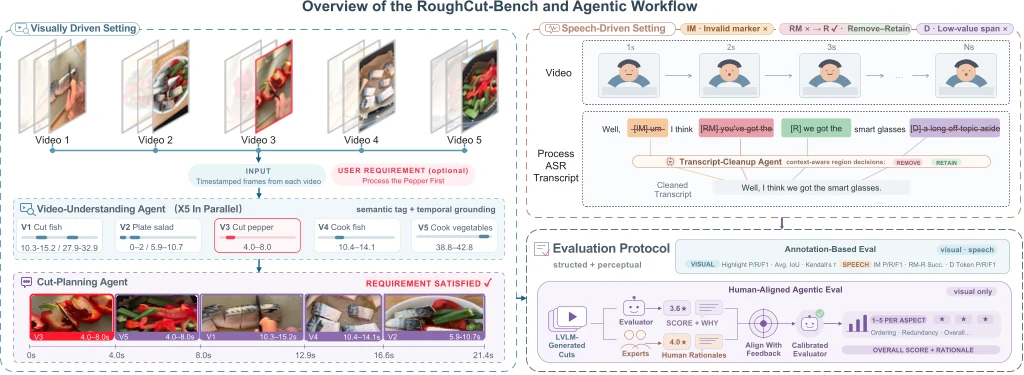 Overview of the RoughCut-Bench and Agentic Workflow
Visually Driven Setting
Video 1
Video 2
Video 3
Video 4
Video 5
INPUT
Timestamped frames from each video
USER REQUIREMENT (optional)
Process the Pepper First
Video-Understanding Agent (X5 In Parallel)
semantic tag + temporal grounding
V1 Cut fish
10.3-15.2 / 27.9-32.9
V2 Plate salad
0–2 / 5.9–10.7
V3 Cut pepper
4.0–8.0
V4 Cook fish
10.4–14.1
V5 Cook vegetables
38.8–42.8
Cut-Planning Agent
REQUIREMENT SATISFIED ✓
V3 4.0–8.0s
V5 4.0–8.0s
V1 10.3–15.2s
V4 10.4–14.1s
V2 5.9-10.7s
0s
4.0s
8.0s
12.9s
16.6s
21.4s
Speech-Driven Setting
IM · Invalid marker ×
RM × → R ✓ · Remove–Retain
D · Low-value span ×
Video
1s
2s
3s
...
Ns
Process
ASR
Transcript
Well, [IM] um I think [RM] you've got the [R] we got the smart glasses [D] a long off-topic aside
Transcript-Cleanup Agent context-aware region decisions: REMOVE RETAIN
Cleaned
Transcript
Well, I think we got the smart glasses.
Evaluation Protocol
structed + perceptual
Annotation-Based Eval
visual · speech
VISUAL Highlight P/R/F1 · Avg. IoU · Kendall's τ SPEECH IM P/R/F1 · RM-R Succ. · D Token P/R/F1
Human-Aligned Agentic Eval
visual only
LVLM-
Generated
Cuts
Evaluator
3.6 ★
SCORE + WHY
Experts
4.0 ★
Human Rationales
Align With
Feedback
Calibrated
Evaluator
1–5 PER ASPECT ★ ★ ★
Ordering · Redundancy · Overall...
OVERALL SCORE + RATIONALE